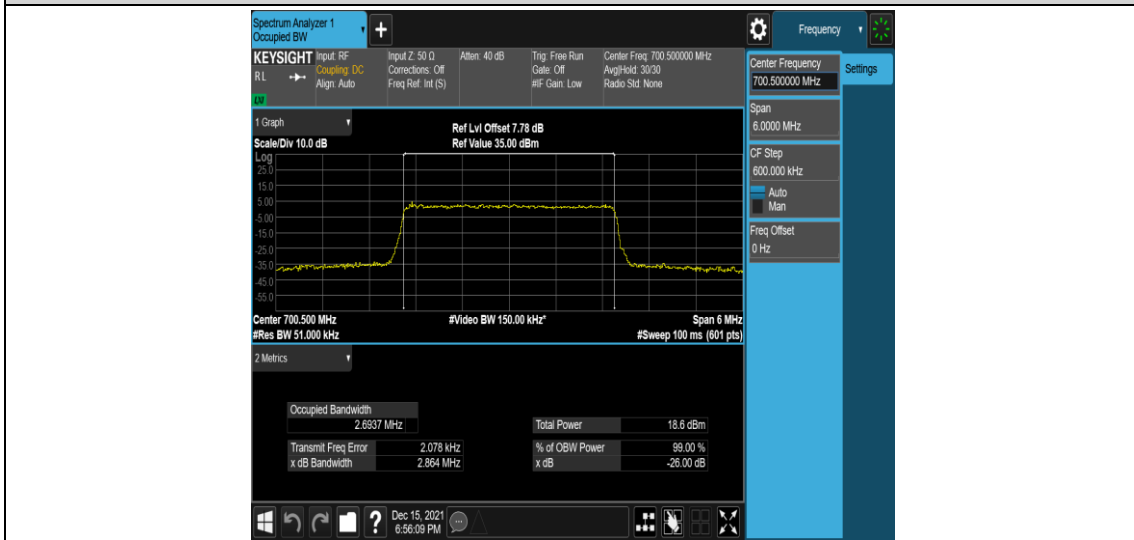 Spectrum Analyzer 1
Occupied BW
Frequency
KEYSIGHT Input: RF Input Z: 50 Ω Atten: 40 dB Trig: Free Run Center Freq: 700.500000 MHz
RL Coupling: DC Corrections: Off Gate: Off Avg|Hold: 30/30
Align: Auto Freq Ref: Int (S) #IF Gain: Low Radio Std: None
Center Frequency
700.500000 MHz
Settings
Span
6.0000 MHz
CF Step
600.000 kHz
Auto
Man
Freq Offset
0 Hz
1 Graph
Ref Lvl Offset 7.78 dB
Scale/Div 10.0 dB Ref Value 35.00 dBm
Log
25.0
15.0
5.00
-5.00
-15.0
-25.0
-35.0
-45.0
-55.0
Center 700.500 MHz #Video BW 150.00 kHz* Span 6 MHz
#Res BW 51.000 kHz #Sweep 100 ms (601 pts)
2 Metrics
Occupied Bandwidth
2.6937 MHz
Total Power 18.6 dBm
Transmit Freq Error 2.078 kHz % of OBW Power 99.00 %
x dB Bandwidth 2.864 MHz x dB -26.00 dB
?
Dec 15, 2021
6:56:09 PM